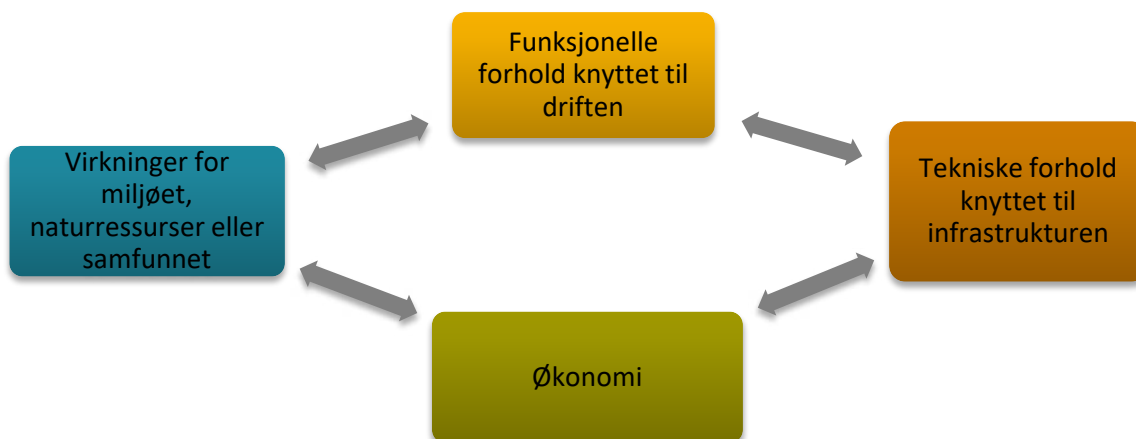 Funksjonelle
forhold knyttet til
driften
Virkninger for
miljøet,
naturressurser eller
samfunnet
Tekniske forhold
knyttet til
infrastrukturen
Økonomi